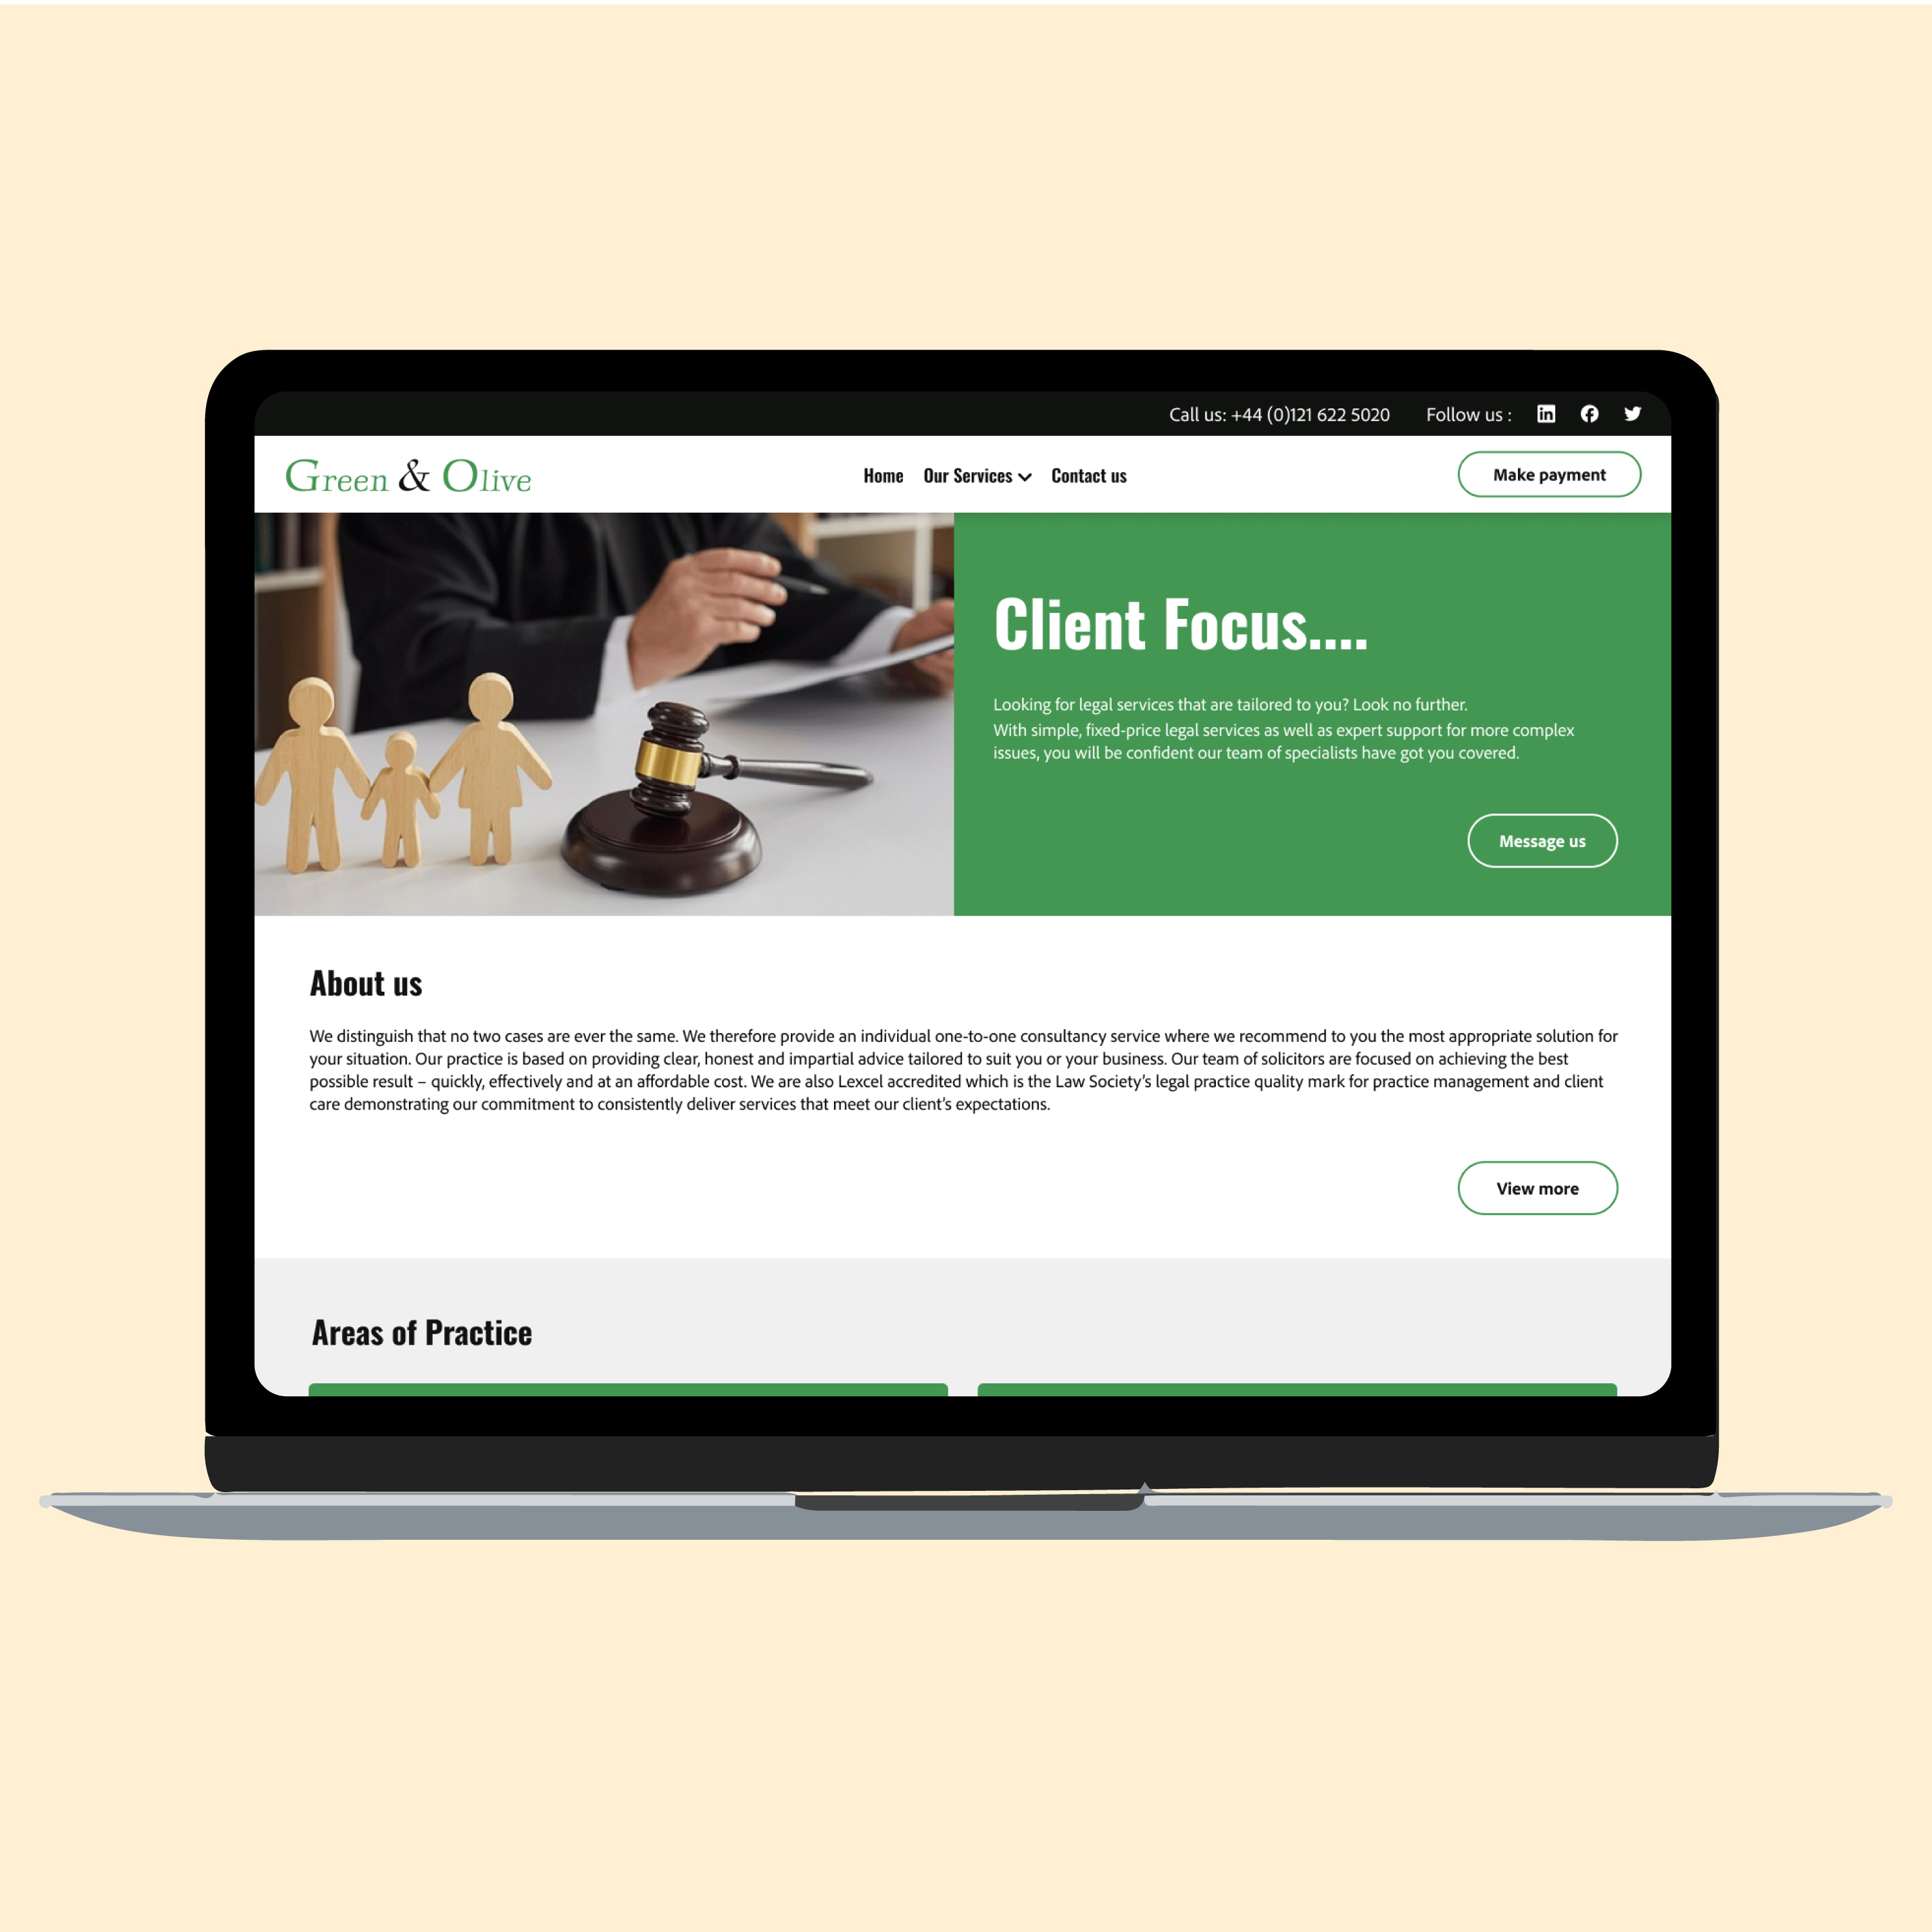 Call us: +44 (0)121 622 5020 Follow us :
Green & Olive
Home Our Services Contact us
Make payment
Client Focus....
Looking for legal services that are tailored to you? Look no further.
With simple, fixed-price legal services as well as expert support for more complex
issues, you will be confident our team of specialists have got you covered.
Message us
About us
We distinguish that no two cases are ever the same. We therefore provide an individual one-to-one consultancy service where we recommend to you the most appropriate solution for
your situation. Our practice is based on providing clear, honest and impartial advice tailored to suit you or your business. Our team of solicitors are focused on achieving the best
possible result – quickly, effectively and at an affordable cost. We are also Lexcel accredited which is the Law Society’s legal practice quality mark for practice management and client
care demonstrating our commitment to consistently deliver services that meet our client’s expectations.
View more
Areas of Practice